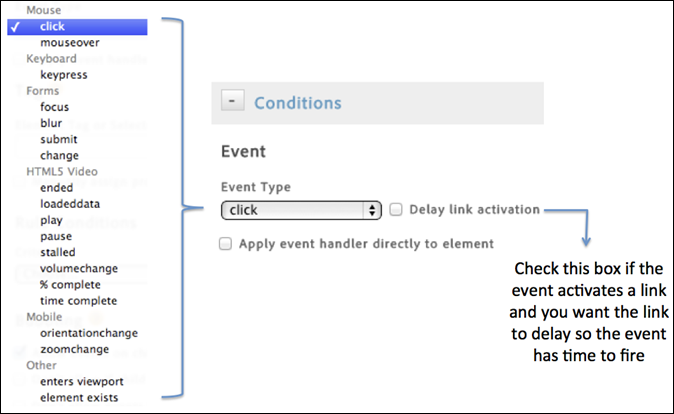 Mouse
✓ click
mouseover
Keyboard
keypress
Forms
focus
blur
submit
change
HTML5 Video
ended
loadeddata
play
pause
stalled
volumechange
% complete
time complete
Mobile
orientationchange
zoomchange
Other
enters viewport
element exists
- Conditions
Event
Event Type
click
Delay link activation
Apply event handler directly to element
Check this box if the
event activates a link
and you want the link
to delay so the event
has time to fire